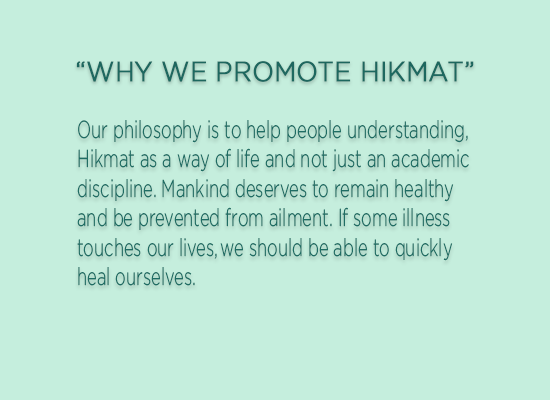 “WHY WE PROMOTE HIKMAT”
Our philosophy is to help people understanding,
Hikmat as a way of life and not just an academic
discipline. Mankind deserves to remain healthy
and be prevented from ailment. If some illness
touches our lives, we should be able to quickly
heal ourselves.